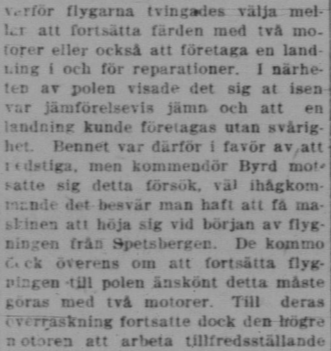 varför flygarna tvingades välja mel-
ler att fortsätta färden med två mo-
torer eller också att företaga en land-
ning i och för reparationer. I närhe-
ten av polen visade det sig at isen
var jämförelsevis jämn och att en
landning kunde företagas utan svårig-
het. Bennet var därför i favör av att
nedstiga, men kommendör Byrd mot-
satte sig detta försök, väl ihågkom-
mande det besvär man haft att få ma-
skinen att höja sig vid början av flyg-
ningen från Spetsbergen. De kommo
dock överens om att fortsätta flyg-
ningen till polen änskönt detta måste
göras med två motorer. Till deras
överraskning fortsatte dock den högre
motoren att arbeta tillfredsställande